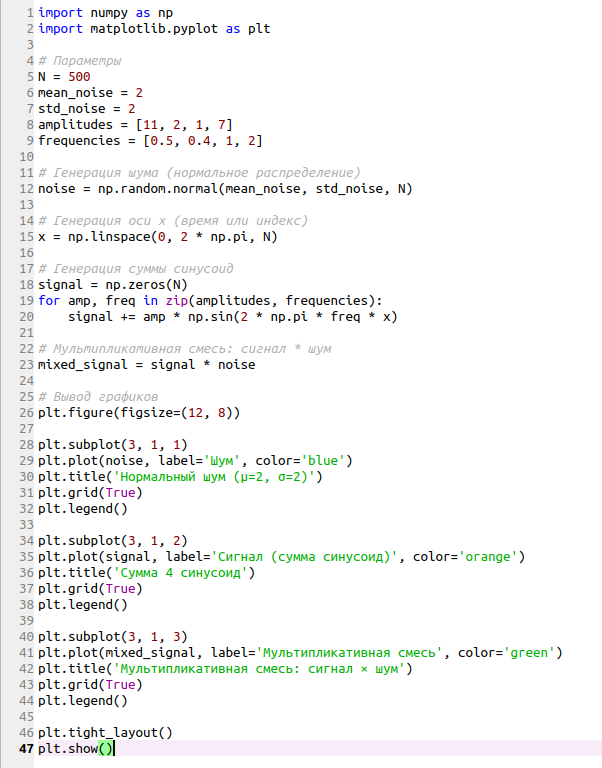 1 import numpy as np
2 import matplotlib.pyplot as plt
3
4 # Параметры
5 N = 500
6 mean_noise = 2
7 std_noise = 2
8 amplitudes = [11, 2, 1, 7]
9 frequencies = [0.5, 0.4, 1, 2]
10
11 # Генерация шума (нормальное распределение)
12 noise = np.random.normal(mean_noise, std_noise, N)
13
14 # Генерация оси x (время или индекс)
15 x = np.linspace(0, 2 * np.pi, N)
16
17 # Генерация суммы синусоид
18 signal = np.zeros(N)
19 for amp, freq in zip(amplitudes, frequencies):
20     signal += amp * np.sin(2 * np.pi * freq * x)
21
22 # Мультипликативная смесь: сигнал * шум
23 mixed_signal = signal * noise
24
25 # Вывод графиков
26 plt.figure(figsize=(12, 8))
27
28 plt.subplot(3, 1, 1)
29 plt.plot(noise, label='Шум', color='blue')
30 plt.title('Нормальный шум (μ=2, σ=2)')
31 plt.grid(True)
32 plt.legend()
33
34 plt.subplot(3, 1, 2)
35 plt.plot(signal, label='Сигнал (сумма синусоид)', color='orange')
36 plt.title('Сумма 4 синусоид')
37 plt.grid(True)
38 plt.legend()
39
40 plt.subplot(3, 1, 3)
41 plt.plot(mixed_signal, label='Мультипликативная смесь', color='green')
42 plt.title('Мультипликативная смесь: сигнал × шум')
43 plt.grid(True)
44 plt.legend()
45
46 plt.tight_layout()
47 plt.show()